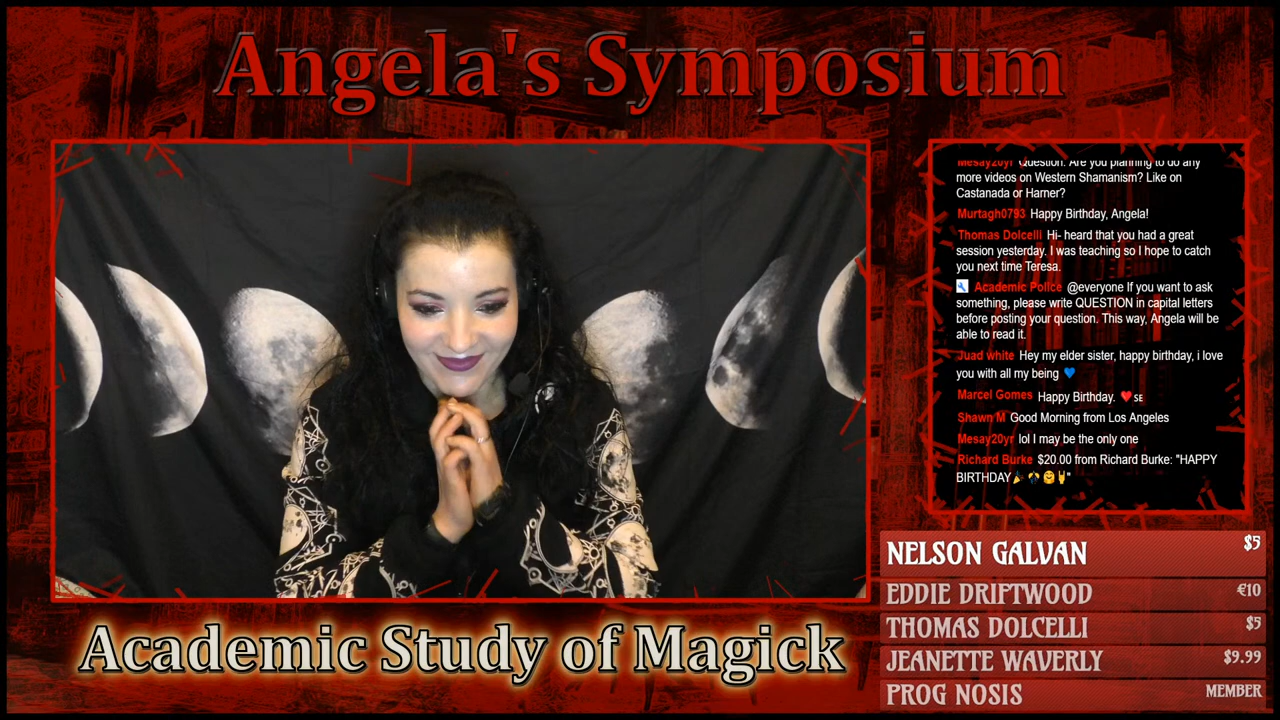 Angela's Symposium
Mesay20yr Question: Are you planning to do any
more videos on Western Shamanism? Like on
Castanada or Harner?
Murtagh0793 Happy Birthday, Angela!
Thomas Dolcelli Hi- heard that you had a great
session yesterday. I was teaching so I hope to catch
you next time Teresa.
Academic Police @everyone If you want to ask
something, please write QUESTION in capital letters
before posting your question. This way, Angela will be
able to read it.
Juad white Hey my elder sister, happy birthday, i love
you with all my being 💙
Marcel Gomes Happy Birthday. ❤️SE
Shawn M Good Morning from Los Angeles
Mesay20yr lol I may be the only one
Richard Burke $20.00 from Richard Burke: "HAPPY
BIRTHDAY🎉🎊🤗🤘"
NELSON GALVAN $5
EDDIE DRIFTWOOD €10
THOMAS DOLCELLI $5
JEANETTE WAVERLY $9.99
PROG NOSIS MEMBER
Academic Study of Magick